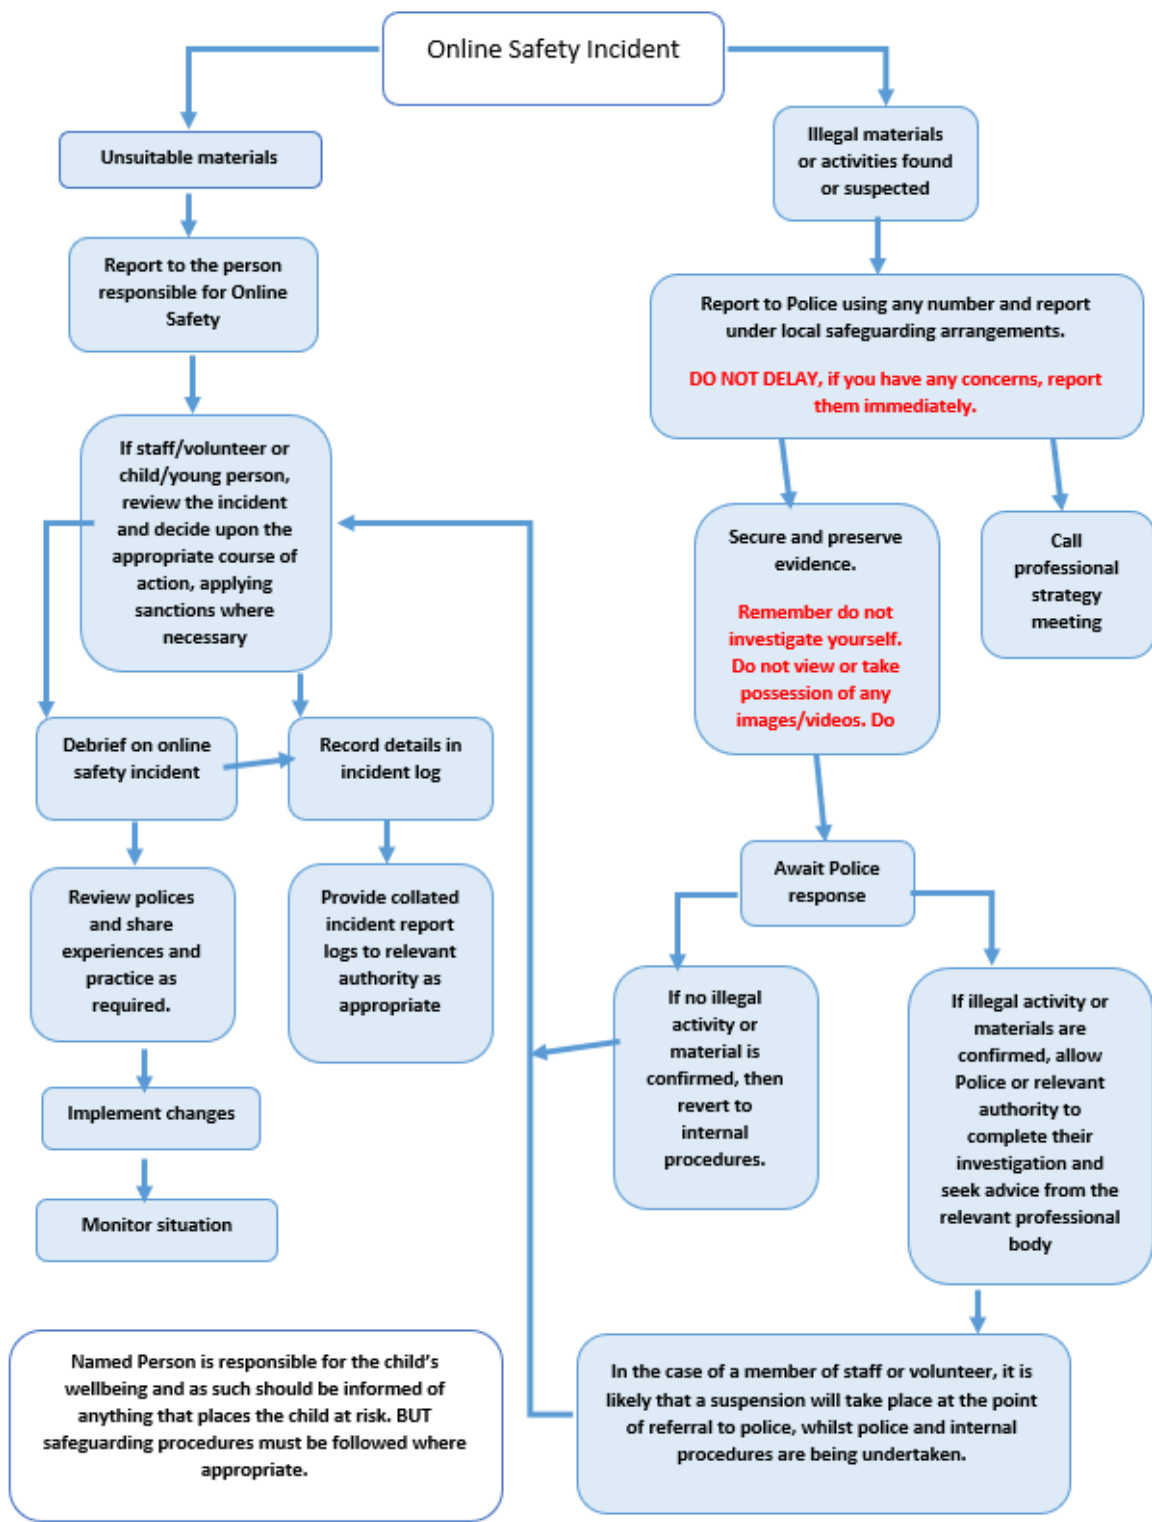 Online Safety Incident
Unsuitable materials
Report to the person
responsible for Online
Safety
If staff/volunteer or
child/young person,
review the incident
and decide upon the
appropriate course of
action, applying
sanctions where
necessary
Debrief on online
safety incident
Record details in
incident log
Review polices
and share
experiences and
practice as
required.
Provide collated
incident report
logs to relevant
authority as
appropriate
Implement changes
Monitor situation
Illegal materials
or activities found
or suspected
Report to Police using any number and report
under local safeguarding arrangements.
DO NOT DELAY, if you have any concerns, report
them immediately.
Secure and preserve
evidence.
Remember do not
investigate yourself.
Do not view or take
possession of any
images/videos. Do
Call
professional
strategy
meeting
Await Police
response
If no illegal
activity or
material is
confirmed, then
revert to
internal
procedures.
If illegal activity or
materials are
confirmed, allow
Police or relevant
authority to
complete their
investigation and
seek advice from the
relevant professional
body
In the case of a member of staff or volunteer, it is
likely that a suspension will take place at the point
of referral to police, whilst police and internal
procedures are being undertaken.
Named Person is responsible for the child's
wellbeing and as such should be informed of
anything that places the child at risk. BUT
safeguarding procedures must be followed where
appropriate.